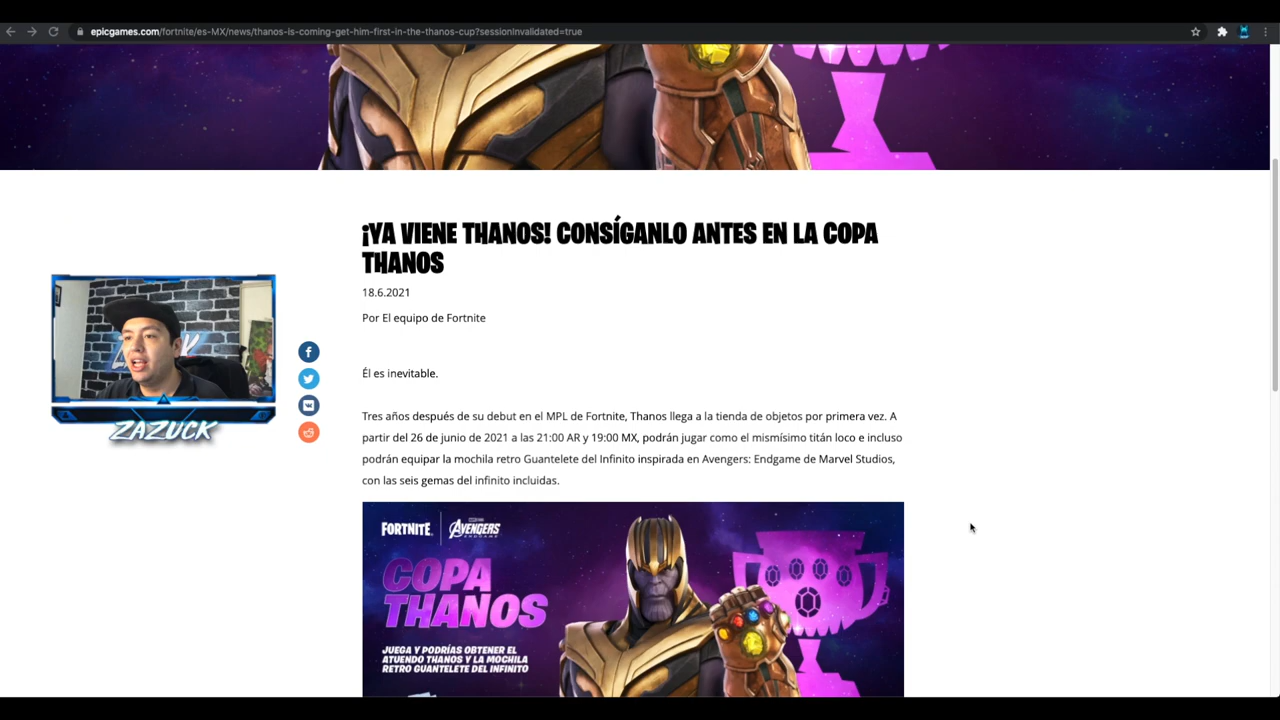 epicgames.com/fortnite/es-MX/news/thanos-is-coming-get-him-first-in-the-thanos-cup?sessionInvalidated=true
¡YA VIENE THANOS! CONSÍGANLO ANTES EN LA COPA
THANOS
18.6.2021
Por El equipo de Fortnite
ZAZUCK
Él es inevitable.
Tres años después de su debut en el MPL de Fortnite, Thanos llega a la tienda de objetos por primera vez. A
partir del 26 de junio de 2021 a las 21:00 AR y 19:00 MX, podrán jugar como el mismísimo titán loco e incluso
podrán equipar la mochila retro Guantelete del Infinito inspirada en Avengers: Endgame de Marvel Studios,
con las seis gemas del infinito incluidas.
FORTNITE
AVENGERS
COPA
THANOS
JUEGA Y PODRÍAS OBTENER EL
ATUENDO THANOS Y LA MOCHILA
RETRO GUANTELETE DEL INFINITO